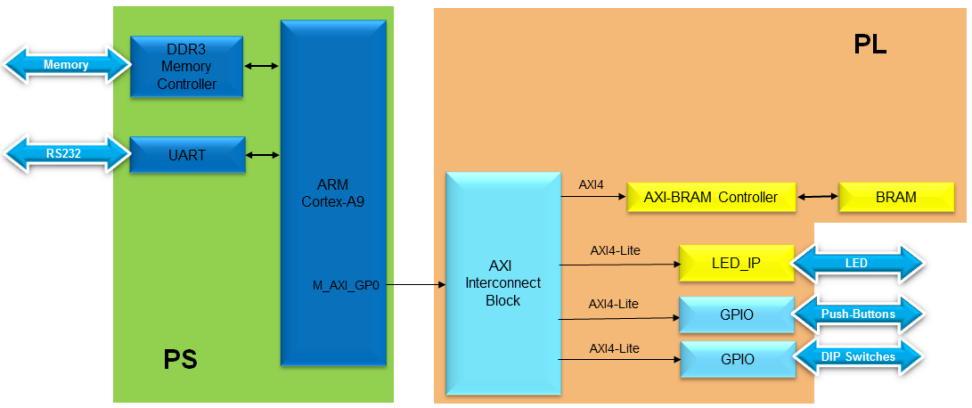 PL
DDR3
Memory
Controller
Memory
RS232
UART
ARM
Cortex-A9
M_AXI_GP0
PS
AXI
Interconnect
Block
AXI4
AXI-BRAM Controller
BRAM
AXI4-Lite
LED_IP
LED
AXI4-Lite
GPIO
Push-Buttons
AXI4-Lite
GPIO
DIP Switches